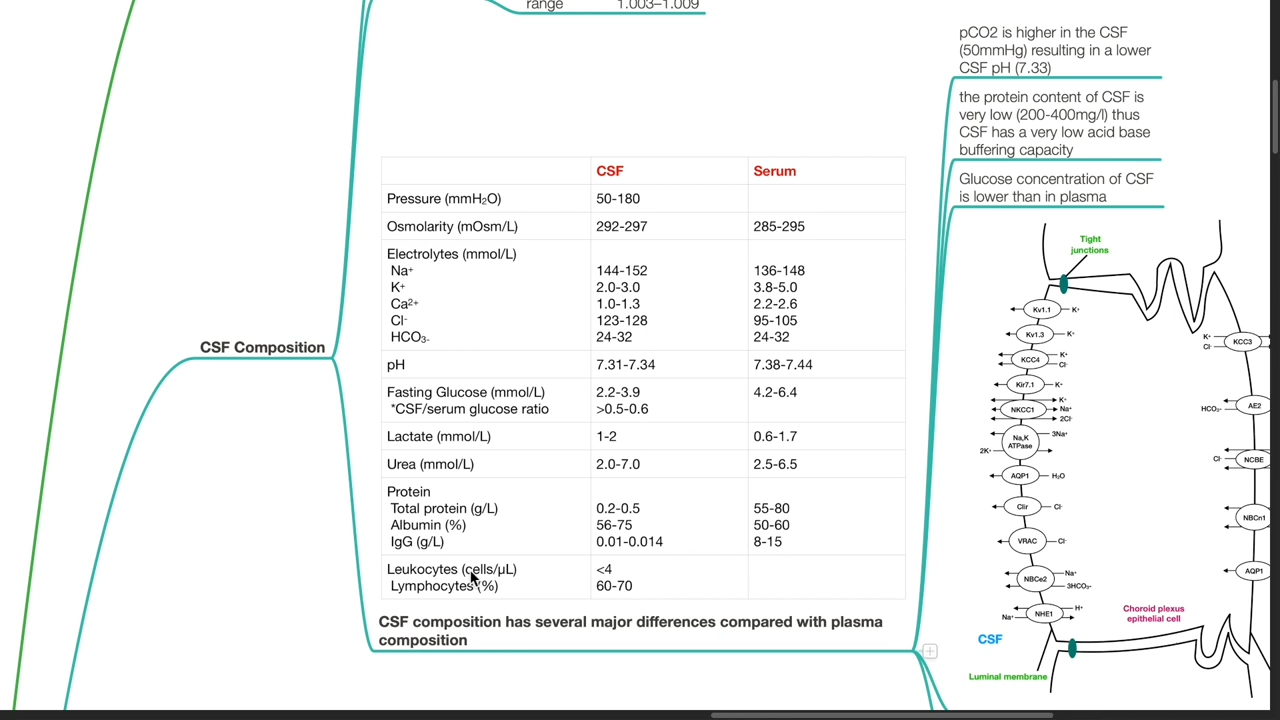 range 1.003–1.009
CSF Composition
CSF Serum
Pressure (mmH₂O) 50-180
Osmolarity (mOsm/L) 292-297 285-295
Electrolytes (mmol/L)
Na⁺ 144-152 136-148
K⁺ 2.0-3.0 3.8-5.0
Ca²⁺ 1.0-1.3 2.2-2.6
Cl⁻ 123-128 95-105
HCO₃₋ 24-32 24-32
pH 7.31-7.34 7.38-7.44
Fasting Glucose (mmol/L) 2.2-3.9 4.2-6.4
*CSF/serum glucose ratio >0.5-0.6
Lactate (mmol/L) 1-2 0.6-1.7
Urea (mmol/L) 2.0-7.0 2.5-6.5
Protein
Total protein (g/L) 0.2-0.5 55-80
Albumin (%) 56-75 50-60
IgG (g/L) 0.01-0.014 8-15
Leukocytes (cells/µL) <4
Lymphocytes (%) 60-70
CSF composition has several major differences compared with plasma
composition
pCO2 is higher in the CSF
(50mmHg) resulting in a lower
CSF pH (7.33)
the protein content of CSF is
very low (200-400mg/l) thus
CSF has a very low acid base
buffering capacity
Glucose concentration of CSF
is lower than in plasma
Tight
junctions
Kv1.1 K⁺
Kv1.3 K⁺
KCC4 K⁺
Cl⁻
Kir7.1 K⁺
K⁺
NKCC1 Na⁺
2Cl⁻
Na,K
ATPase
3Na⁺
2K⁺
AQP1 H₂O
Clir Cl⁻
VRAC Cl⁻
NBCe2 Na⁺
3HCO₃⁻
NHE1 H⁺
Na⁺
CSF
Luminal membrane
Choroid plexus
epithelial cell
K⁺
Cl⁻
KCC3
HCO₃⁻ AE2
Cl⁻ NCBE
NBCn1
AQP1